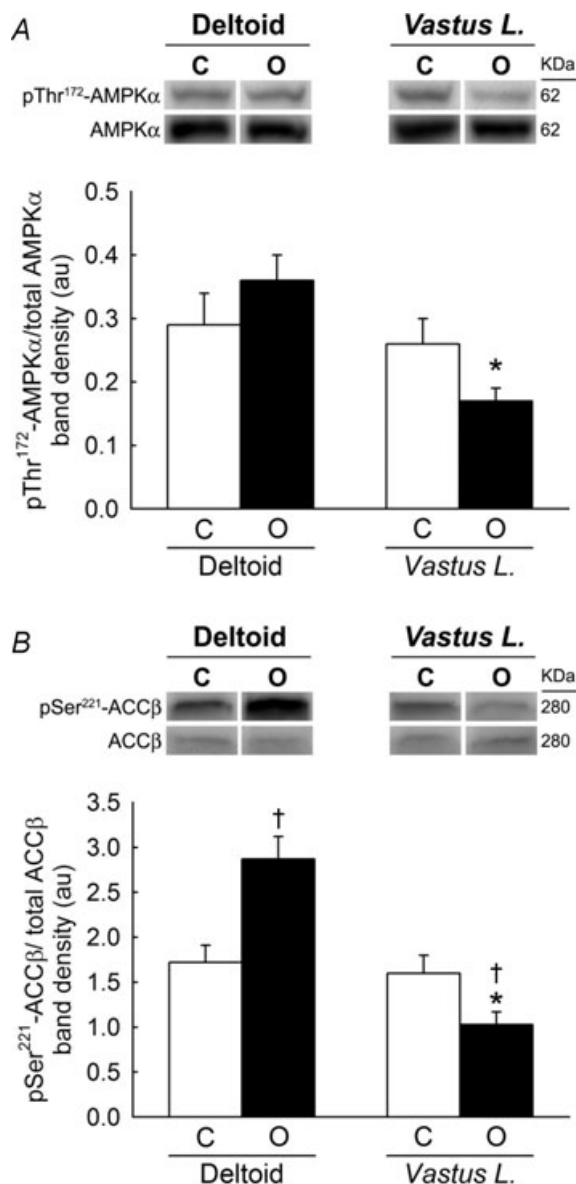 A
Deltoid Vastus L.
C O C O KDa
pThr¹⁷²-AMPKα 62
AMPKα 62
pThr¹⁷²-AMPKα/total AMPKα
band density (au)
0.5
0.4
0.3
0.2
0.1
0.0
*
C O C O
Deltoid Vastus L.
B
Deltoid Vastus L.
C O C O KDa
pSer²²¹-ACCβ 280
ACCβ 280
pSer²²¹-ACCβ/ total ACCβ
band density (au)
3.5
3.0
2.5
2.0
1.5
1.0
0.5
0.0
†
†
*
C O C O
Deltoid Vastus L.